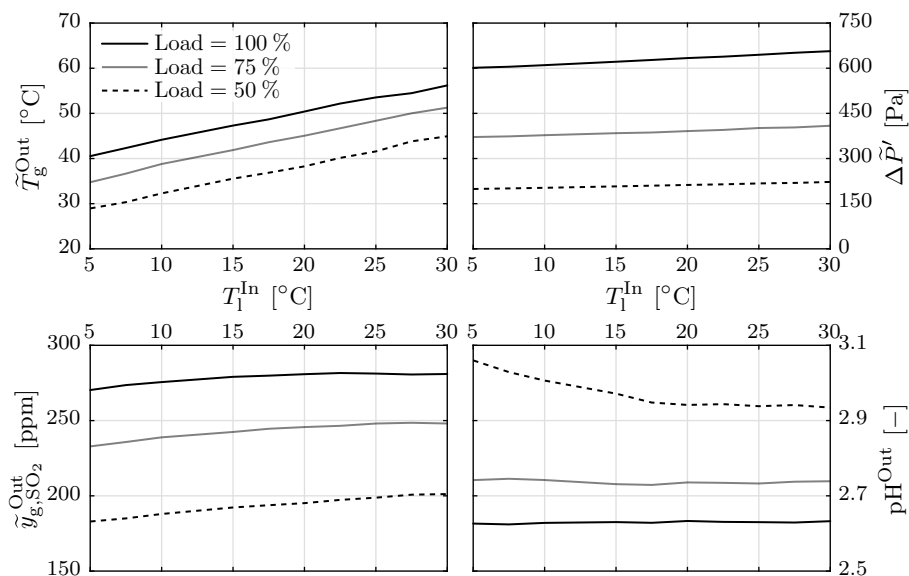 70
60
50
40
30
20
T̃_g^Out [°C]
Load = 100 %
Load = 75 %
Load = 50 %
5 10 15 20 25 30
T_l^In [°C]
750
600
450
300
150
0
ΔP̃′ [Pa]
5 10 15 20 25 30
T_l^In [°C]
5 10 15 20 25 30
300
250
200
150
ỹ_g,SO₂^Out [ppm]
5 10 15 20 25 30
3.1
2.9
2.7
2.5
pH^Out [−]